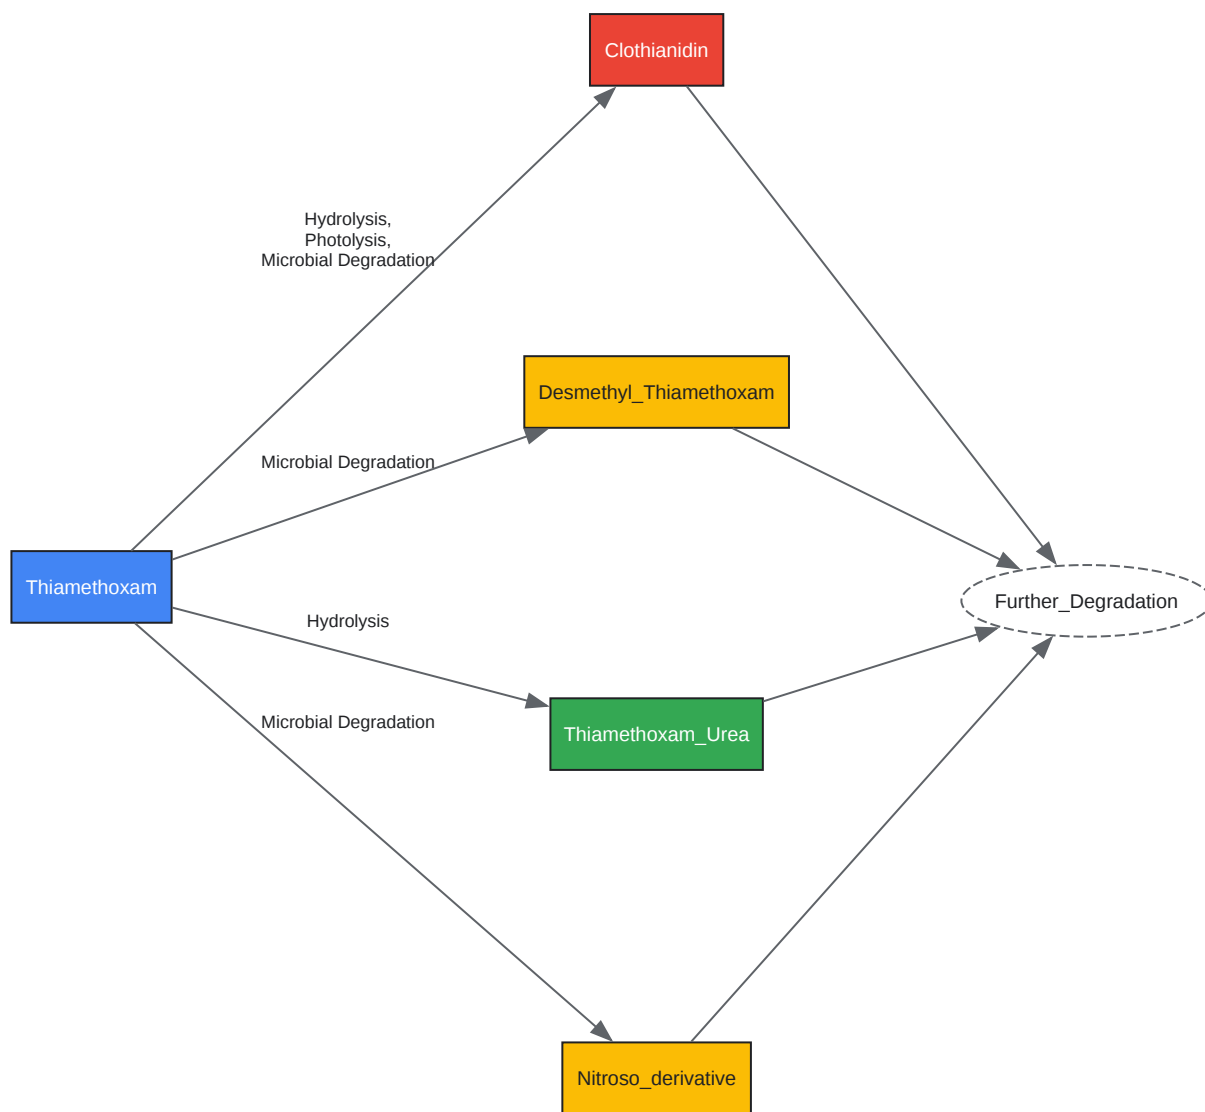 Clothianidin
Hydrolysis,
Photolysis,
Microbial Degradation
Desmethyl_Thiamethoxam
Microbial Degradation
Thiamethoxam
Further_Degradation
Hydrolysis
Microbial Degradation
Thiamethoxam_Urea
Nitroso_derivative